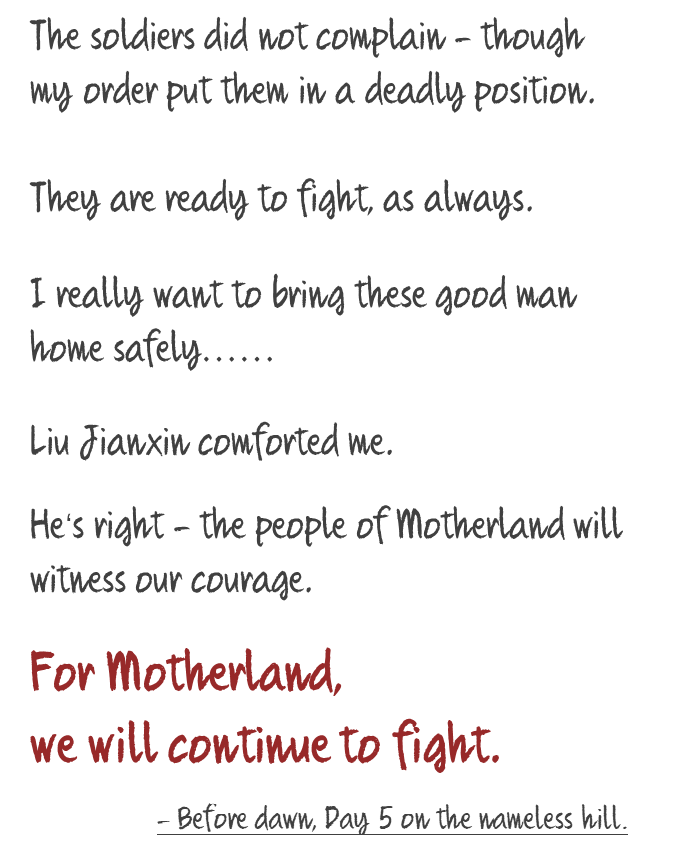 The soldiers did not complain – though
my order put them in a deadly position.
They are ready to fight, as always.
I really want to bring these good man
home safely……
Liu Jianxin comforted me.
He's right – the people of Motherland will
witness our courage.
For Motherland,
we will continue to fight.
– Before dawn, Day 5 on the nameless hill.